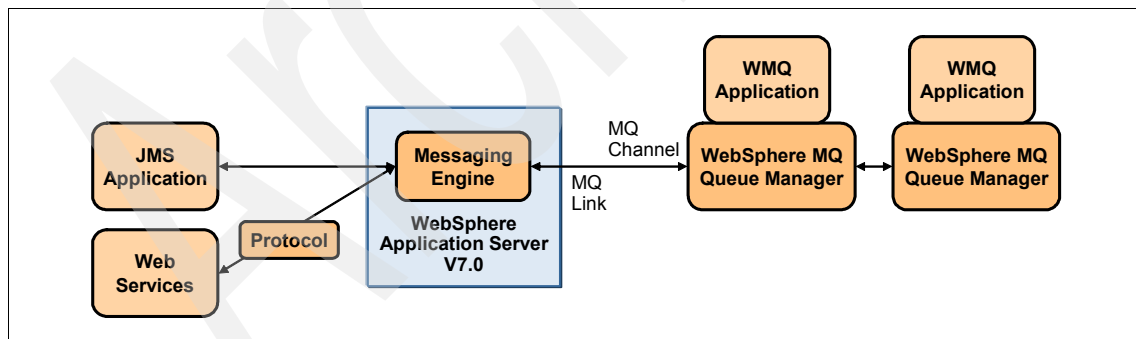 JMS
Application
Web
Services
Protocol
Messaging
Engine
WebSphere
Application Server
V7.0
MQ
Channel
MQ
Link
WMQ
Application
WebSphere MQ
Queue Manager
WMQ
Application
WebSphere MQ
Queue Manager